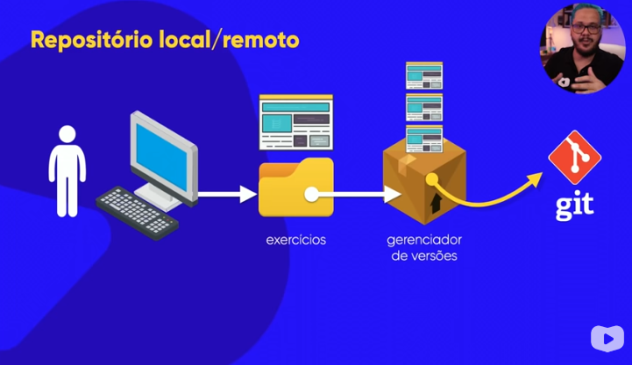 Repositório local/remoto
exercícios
gerenciador
de versões
git